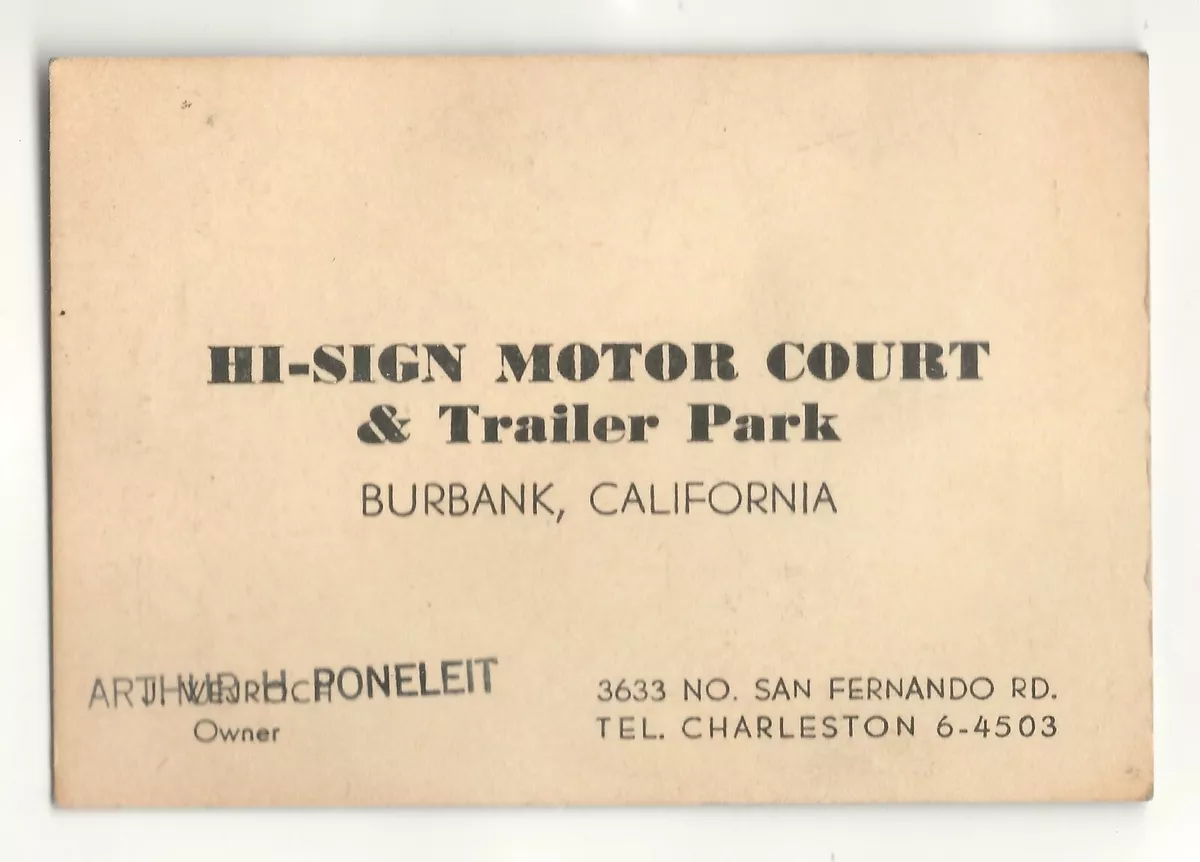 HI-SIGN MOTOR COURT
& Trailer Park
BURBANK, CALIFORNIA
ARTHUR H. PONELEIT
Owner
3633 NO. SAN FERNANDO RD.
TEL. CHARLESTON 6-4503